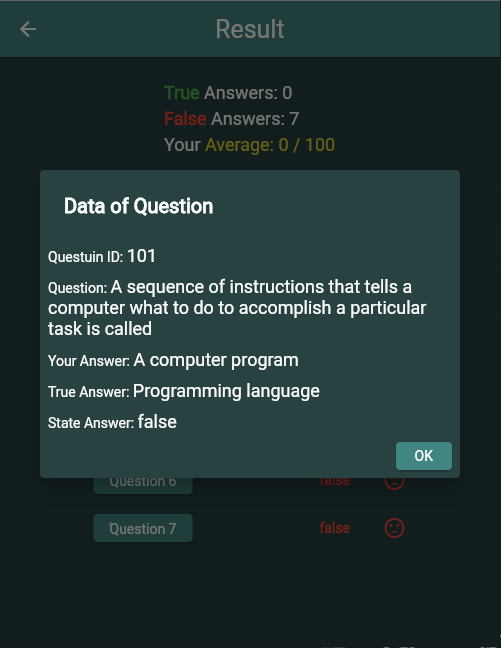 Result
True Answers: 0
False Answers: 7
Your Average: 0 / 100
Data of Question
Questuin ID: 101
Question: A sequence of instructions that tells a
computer what to do to accomplish a particular
task is called
Your Answer: A computer program
True Answer: Programming language
State Answer: false
OK
Question 6 false
Question 7 false